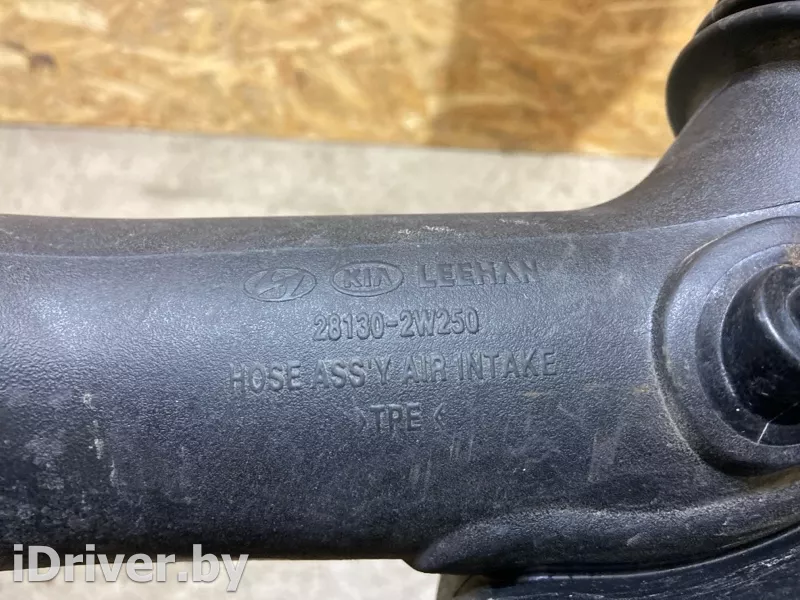 KIA LEEHAN
28130-2W250
HOSE ASS'Y AIR INTAKE
>TPE<
iDriver.by